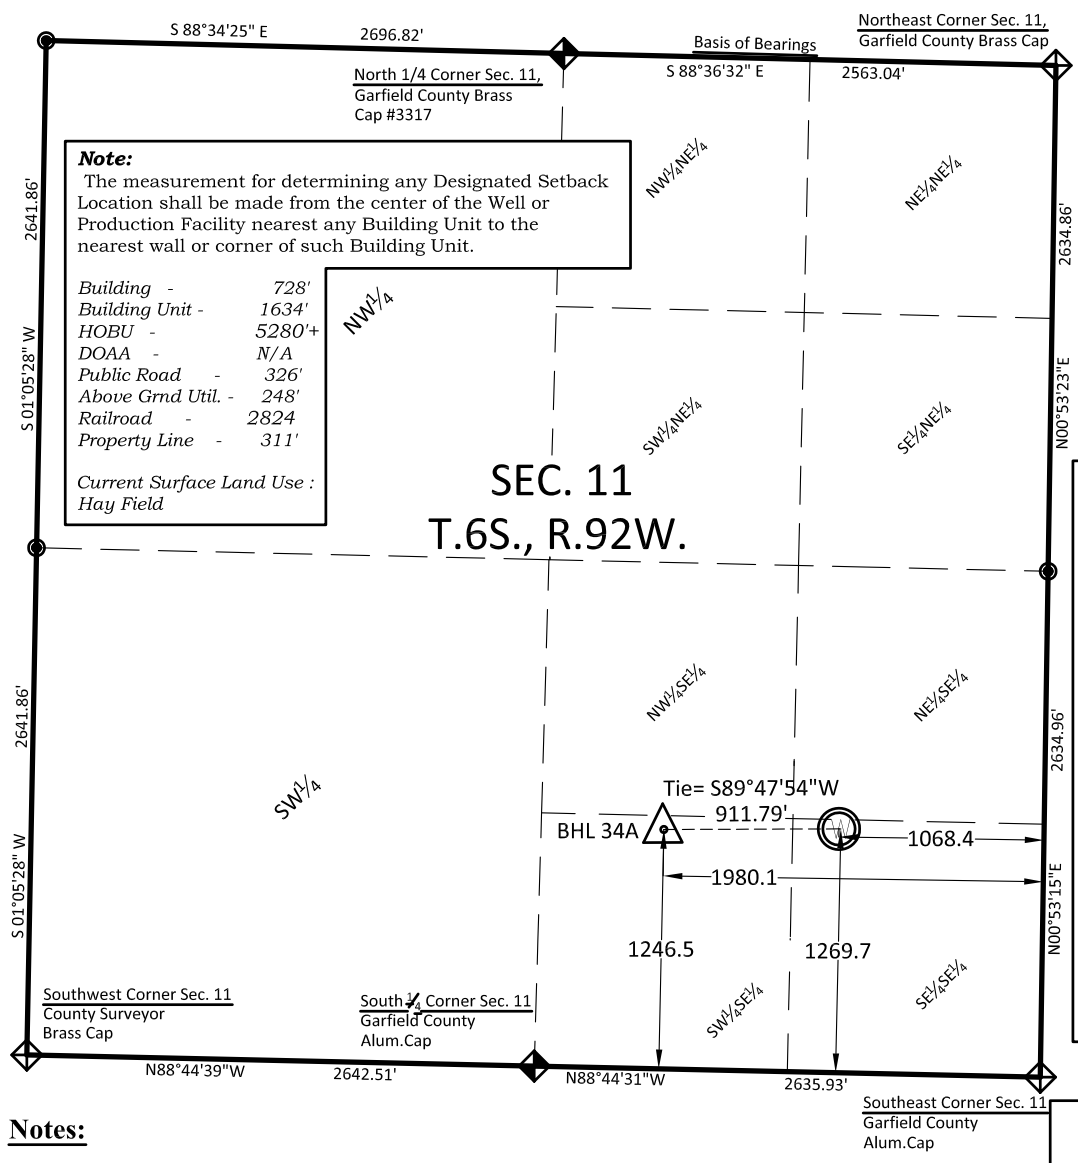 S 88°34'25" E
2696.82'
Basis of Bearings
S 88°36'32" E
2563.04'
Northeast Corner Sec. 11,
Garfield County Brass Cap
North 1/4 Corner Sec. 11,
Garfield County Brass
Cap #3317
Note:
The measurement for determining any Designated Setback
Location shall be made from the center of the Well or
Production Facility nearest any Building Unit to the
nearest wall or corner of such Building Unit.
Building - 728'
Building Unit - 1634'
HOBU - 5280'+
DOAA - N/A
Public Road - 326'
Above Grnd Util. - 248'
Railroad - 2824
Property Line - 311'
Current Surface Land Use :
Hay Field
2641.86'
S 01°05'28" W
NW¼
NW¼NE¼
NE¼NE¼
2634.86'
N00°53'23"E
SW¼NE¼
SE¼NE¼
SEC. 11
T.6S., R.92W.
2641.86'
S 01°05'28" W
SW¼
NW¼SE¼
NE¼SE¼
2634.96'
N00°53'15"E
Tie= S89°47'54"W
911.79'
BHL 34A
W
1068.4
1980.1
1246.5
1269.7
SW¼SE¼
SE¼SE¼
Southwest Corner Sec. 11
County Surveyor
Brass Cap
South ¼ Corner Sec. 11
Garfield County
Alum.Cap
N88°44'39"W
2642.51'
N88°44'31"W
2635.93'
Southeast Corner Sec. 11
Garfield County
Alum.Cap
Notes: